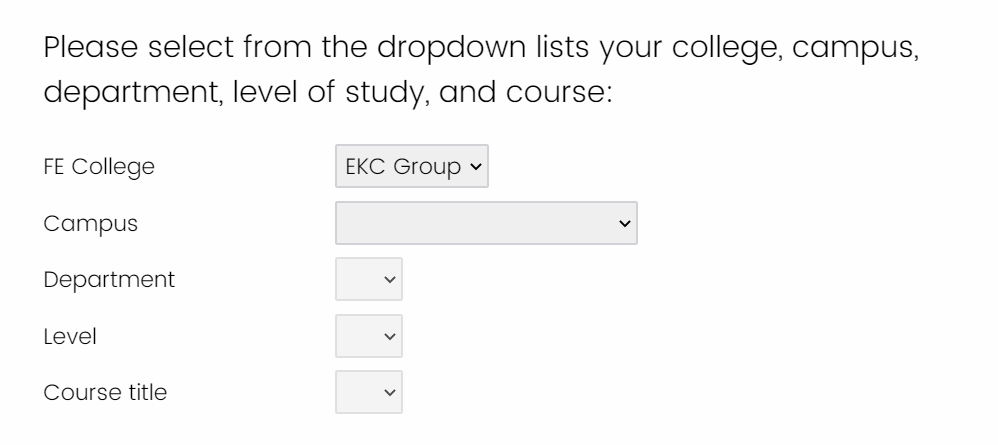 Please select from the dropdown lists your college, campus,
department, level of study, and course:
FE College EKC Group
Campus
Department
Level
Course title